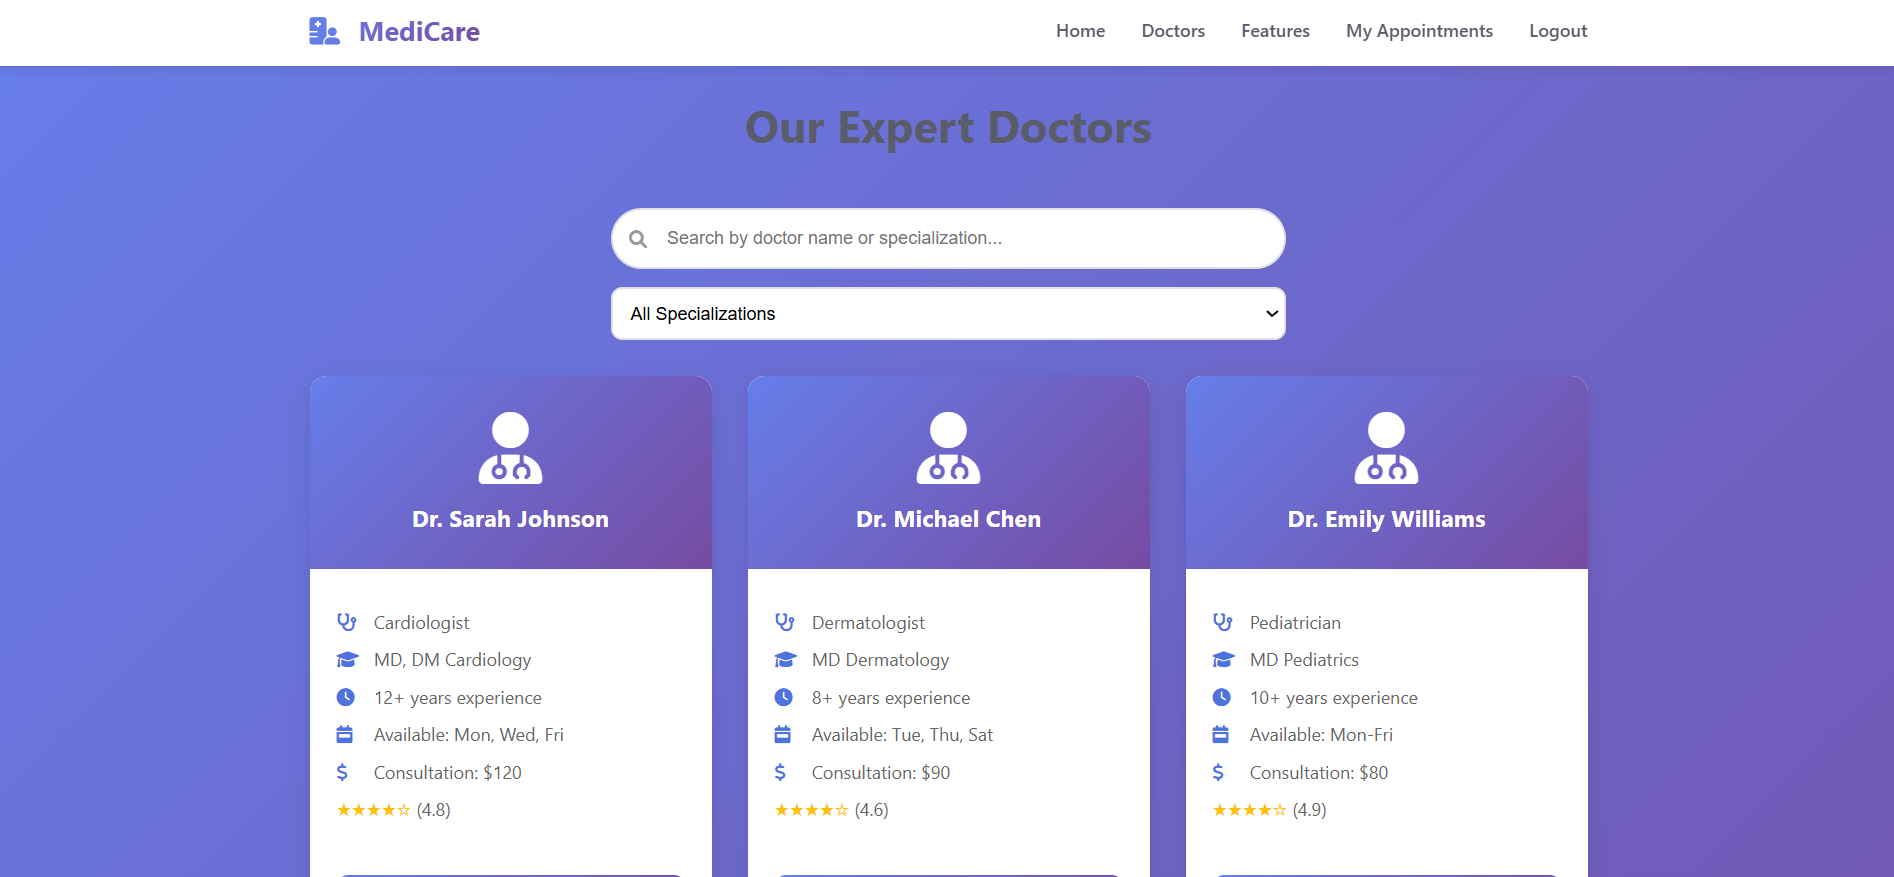 MediCare
Home Doctors Features My Appointments Logout
Our Expert Doctors
Search by doctor name or specialization...
All Specializations
Dr. Sarah Johnson
Cardiologist
MD, DM Cardiology
12+ years experience
Available: Mon, Wed, Fri
$ Consultation: $120
★★★★☆ (4.8)
Dr. Michael Chen
Dermatologist
MD Dermatology
8+ years experience
Available: Tue, Thu, Sat
$ Consultation: $90
★★★★☆ (4.6)
Dr. Emily Williams
Pediatrician
MD Pediatrics
10+ years experience
Available: Mon-Fri
$ Consultation: $80
★★★★☆ (4.9)